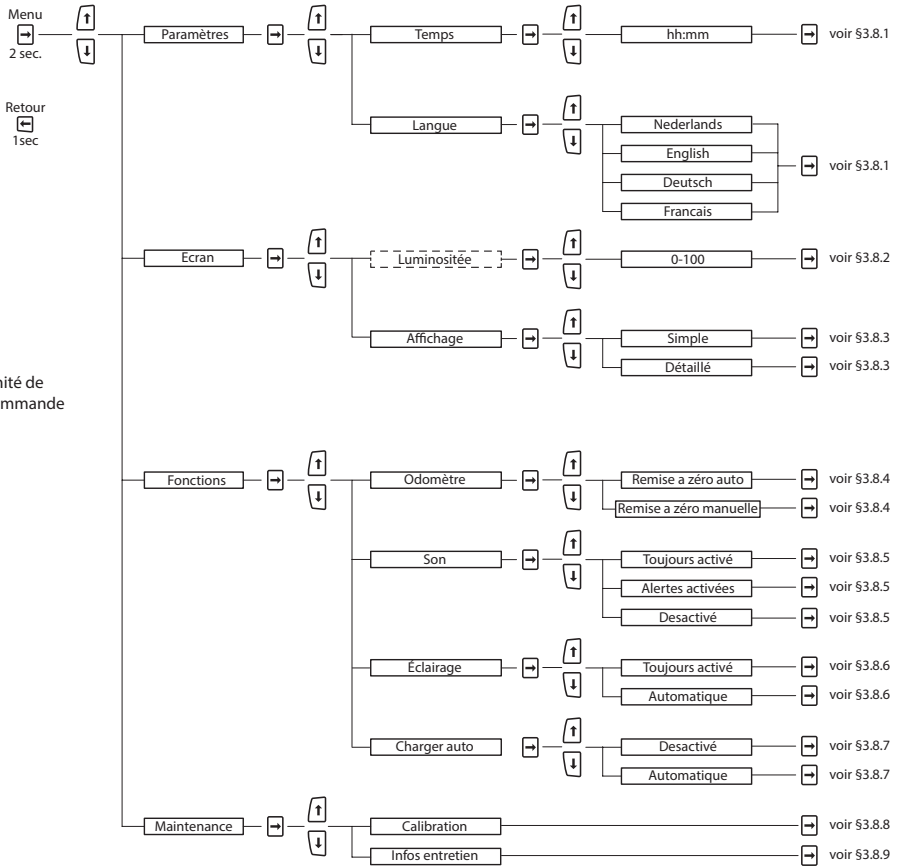 Menu
2 sec.
Retour
1sec
Paramètres
Temps
hh:mm
voir §3.8.1
Langue
Nederlands
English
Deutsch
Francais
voir §3.8.1
Ecran
Luminositée
0-100
voir §3.8.2
Affichage
Simple
voir §3.8.3
Détaillé
voir §3.8.3
nité de
mmande
Fonctions
Odomètre
Remise a zéro auto
voir §3.8.4
Remise a zéro manuelle
voir §3.8.4
Son
Toujours activé
voir §3.8.5
Alertes activées
voir §3.8.5
Desactivé
voir §3.8.5
Éclairage
Toujours activé
voir §3.8.6
Automatique
voir §3.8.6
Charger auto
Desactivé
voir §3.8.7
Automatique
voir §3.8.7
Maintenance
Calibration
voir §3.8.8
Infos entretien
voir §3.8.9